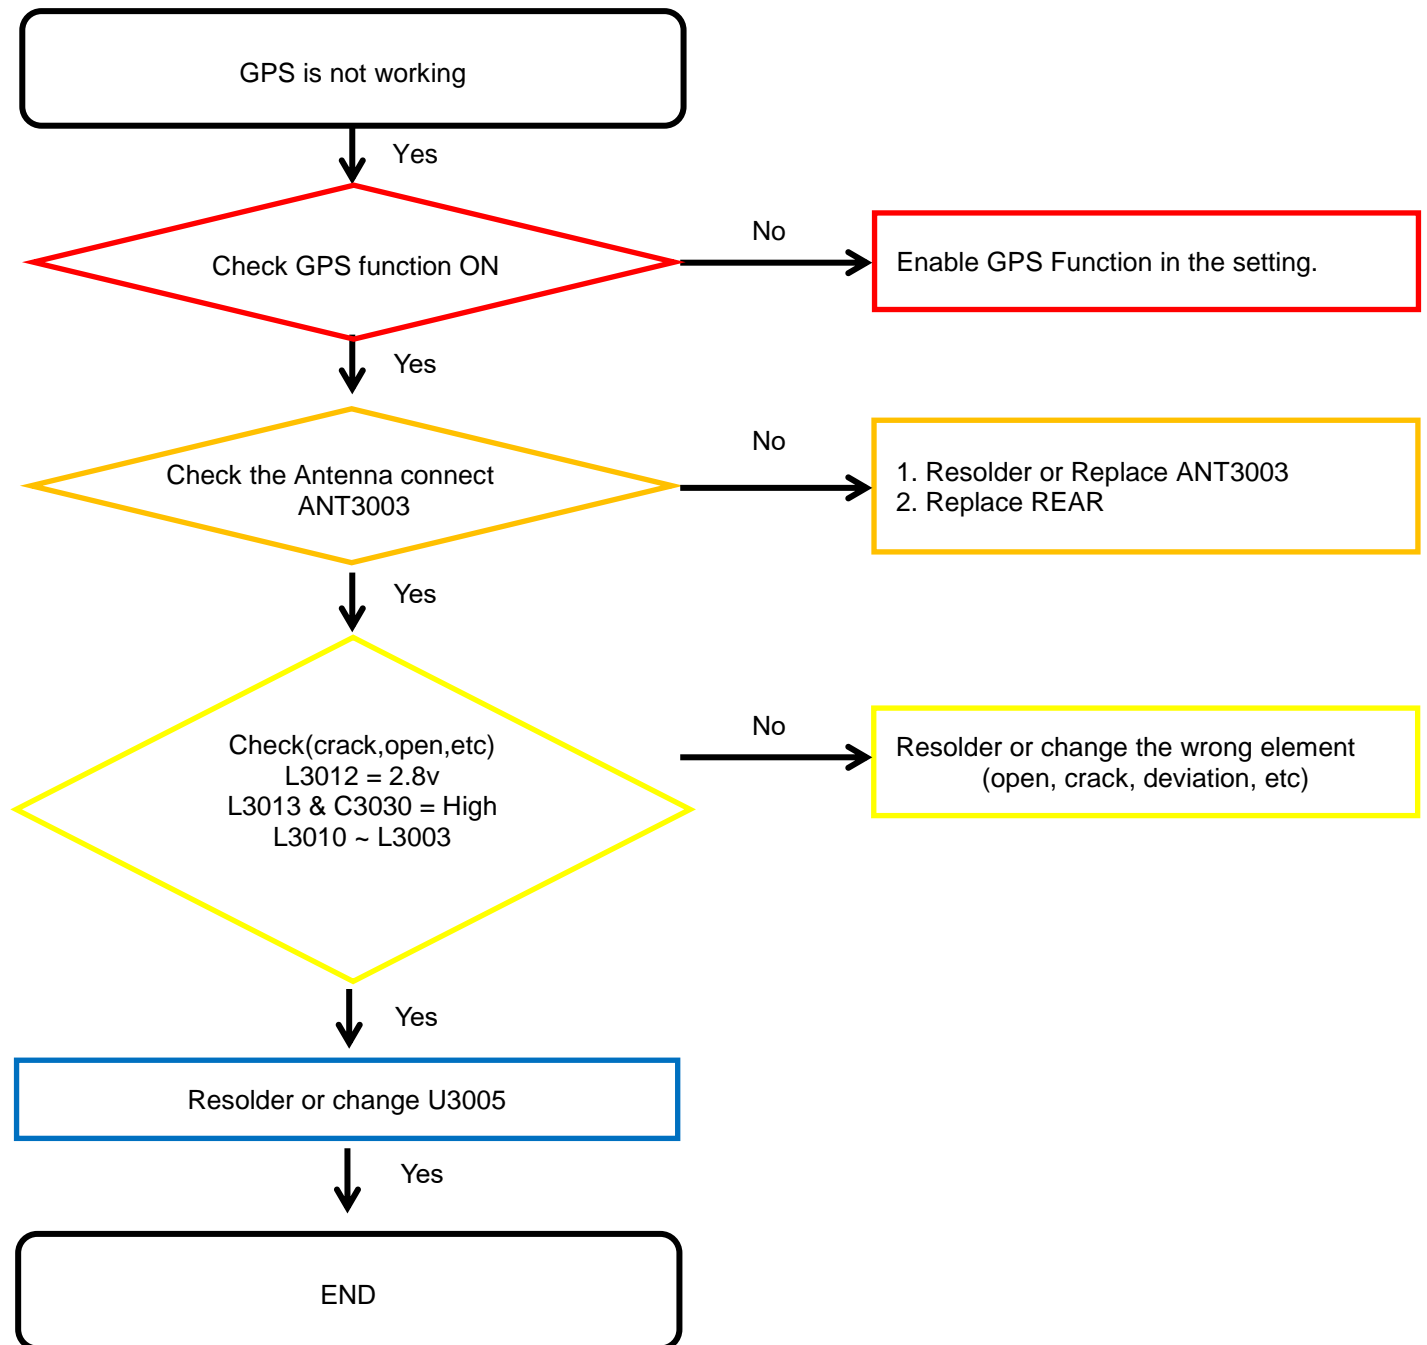 GPS is not working
Yes
Check GPS function ON
No
Enable GPS Function in the setting.
Yes
Check the Antenna connect
ANT3003
No
1. Resolder or Replace ANT3003
2. Replace REAR
Yes
Check(crack,open,etc)
L3012 = 2.8v
L3013 & C3030 = High
L3010 ~ L3003
No
Resolder or change the wrong element
(open, crack, deviation, etc)
Yes
Resolder or change U3005
Yes
END